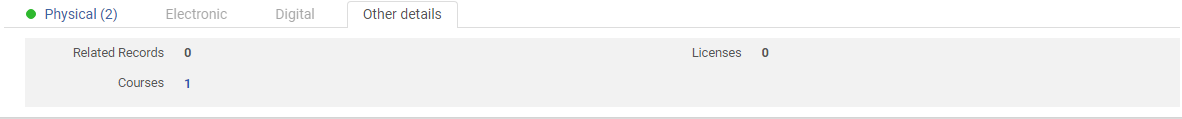 Physical (2) Electronic Digital Other details
Related Records 0 Licenses 0
Courses 1